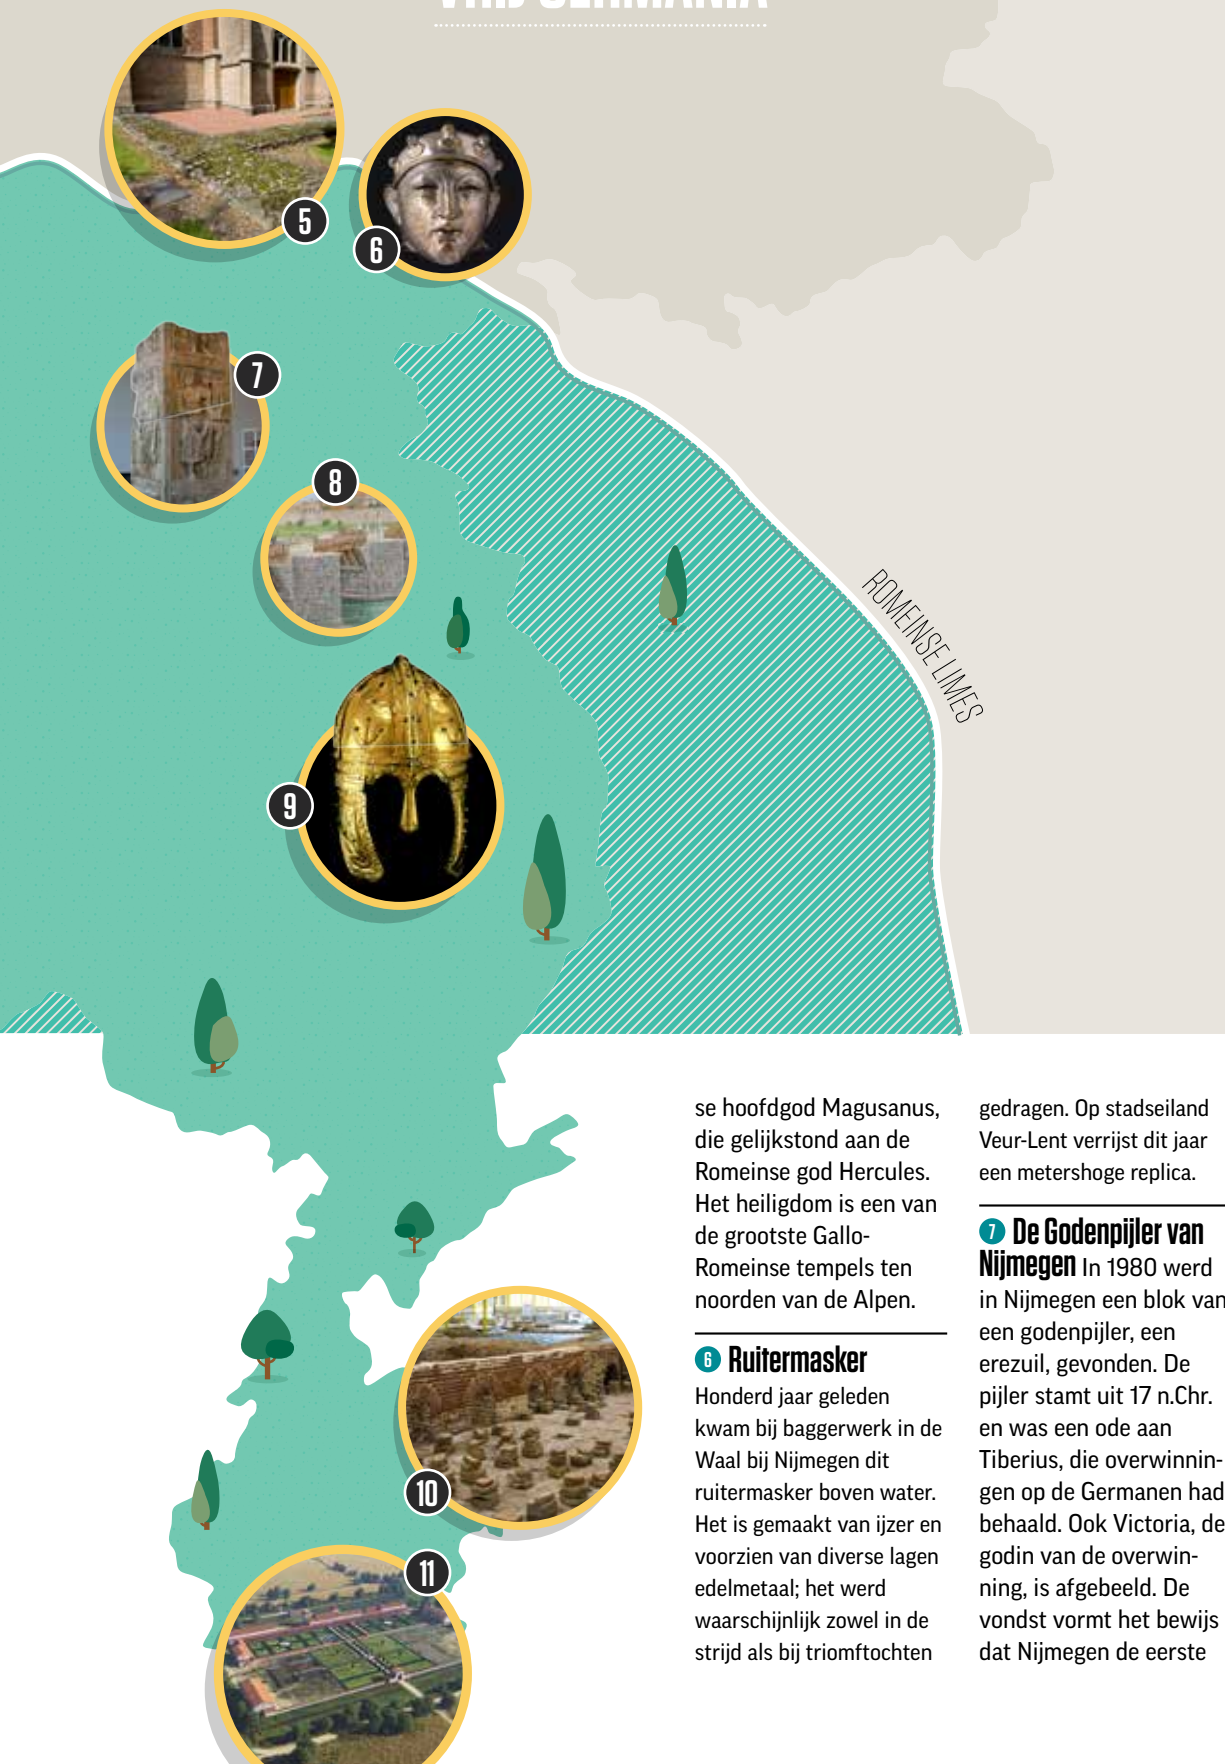 5
6
7
8
ROMEINSE LIMES
9
10
11
se hoofdgod Magusanus,
die gelijkstond aan de
Romeinse god Hercules.
Het heiligdom is een van
de grootste Gallo-
Romeinse tempels ten
noorden van de Alpen.
6 Ruitermasker
Honderd jaar geleden
kwam bij baggerwerk in de
Waal bij Nijmegen dit
ruitermasker boven water.
Het is gemaakt van ijzer en
voorzien van diverse lagen
edelmetaal; het werd
waarschijnlijk zowel in de
strijd als bij triomftochten
gedragen. Op stadseiland
Veur-Lent verrijst dit jaar
een metershoge replica.
7 De Godenpijler van
Nijmegen In 1980 werd
in Nijmegen een blok van
een godenpijler, een
erezuil, gevonden. De
pijler stamt uit 17 n.Chr.
en was een ode aan
Tiberius, die overwinnin-
gen op de Germanen had
behaald. Ook Victoria, de
godin van de overwin-
ning, is afgebeeld. De
vondst vormt het bewijs
dat Nijmegen de eerste